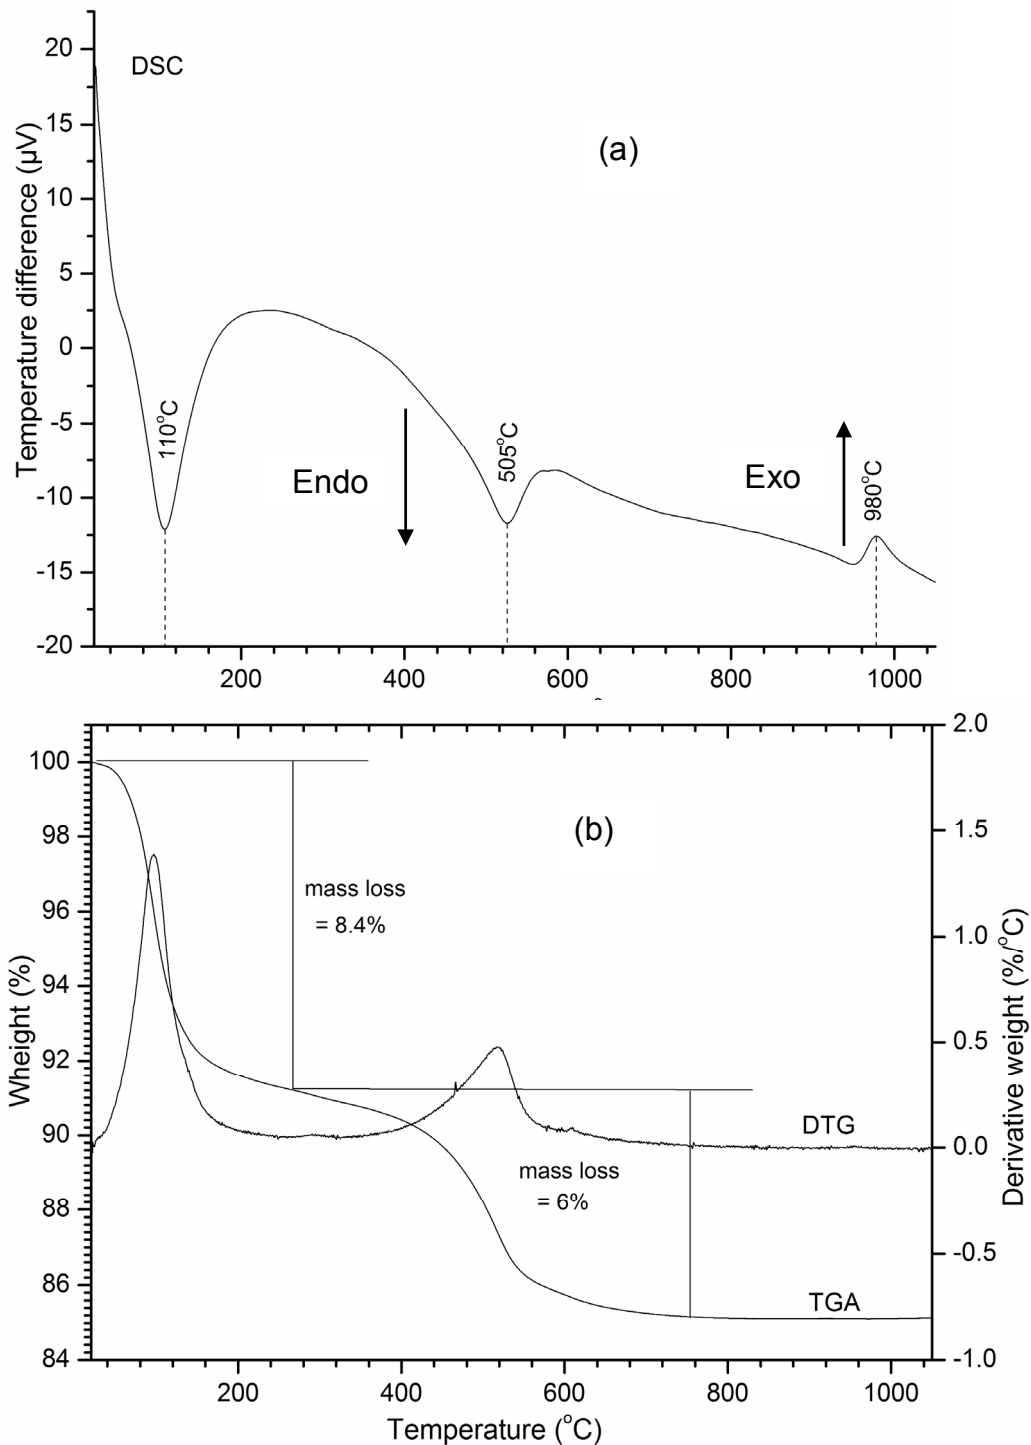 DSC
(a)
Temperature difference (µV)
20
15
10
5
0
-5
-10
-15
-20
110°C
Endo
505°C
Exo
980°C
200
400
600
800
1000
(b)
Wheight (%)
100
98
96
94
92
90
88
86
84
mass loss
= 8.4%
mass loss
= 6%
DTG
TGA
2.0
1.5
1.0
0.5
0.0
-0.5
-1.0
Derivative weight (%/°C)
200
400
600
800
1000
Temperature (°C)